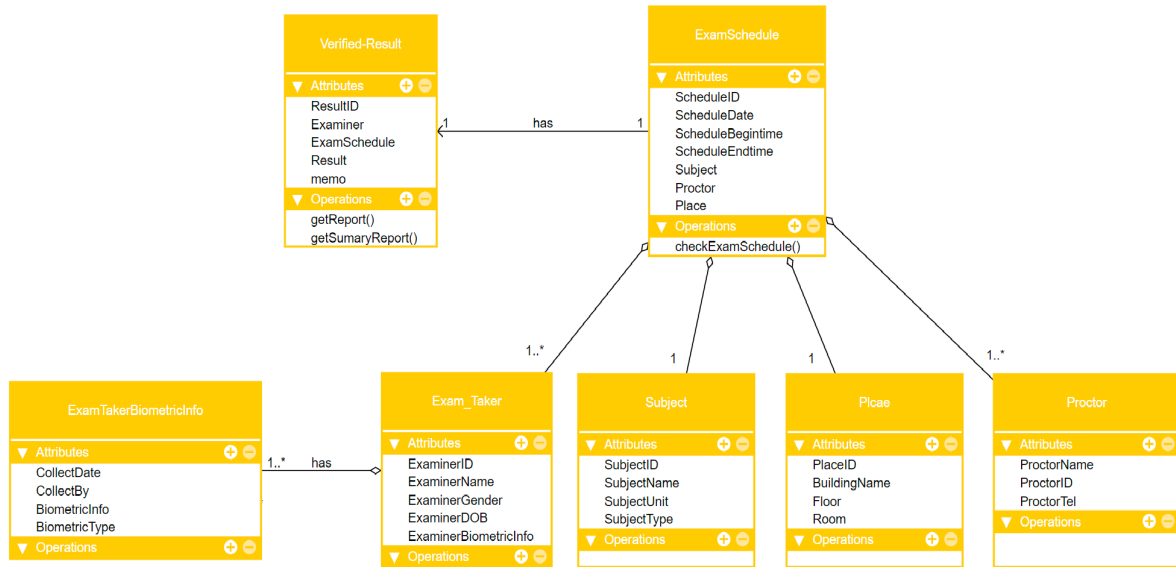 Verified-Result
Attributes
ResultID
Examiner
ExamSchedule
Result
memo
Operations
getReport()
getSumaryReport()
1 has 1
ExamSchedule
Attributes
ScheduleID
ScheduleDate
ScheduleBegintime
ScheduleEndtime
Subject
Proctor
Place
Operations
checkExamSchedule()
1..*
1
1
1..*
ExamTakerBiometricInfo
Attributes
CollectDate
CollectBy
BiometricInfo
BiometricType
Operations
1..* has
Exam_Taker
Attributes
ExaminerID
ExaminerName
ExaminerGender
ExaminerDOB
ExaminerBiometricInfo
Operations
Subject
Attributes
SubjectID
SubjectName
SubjectUnit
SubjectType
Operations
Plcae
Attributes
PlaceID
BuildingName
Floor
Room
Operations
Proctor
Attributes
ProctorName
ProctorID
ProctorTel
Operations